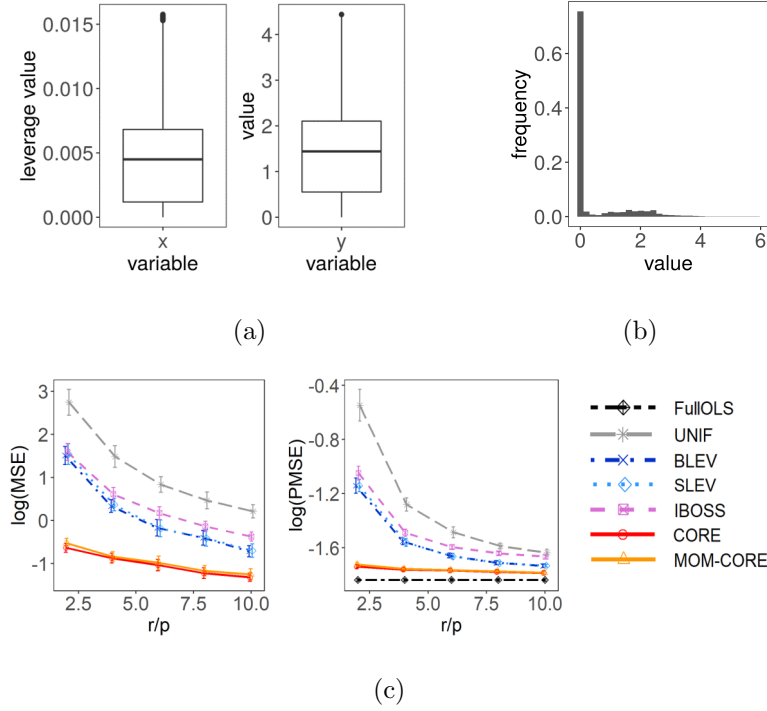 leverage value
0.015
0.010
0.005
0.000
x
variable
value
4
3
2
1
0
y
variable
frequency
0.6
0.4
0.2
0.0
0 2 4 6
value
(a)
(b)
log(MSE)
3
2
1
0
-1
2.5 5.0 7.5 10.0
r/p
log(PMSE)
-0.4
-0.8
-1.2
-1.6
2.5 5.0 7.5 10.0
r/p
FullOLS
UNIF
BLEV
SLEV
IBOSS
CORE
MOM-CORE
(c)